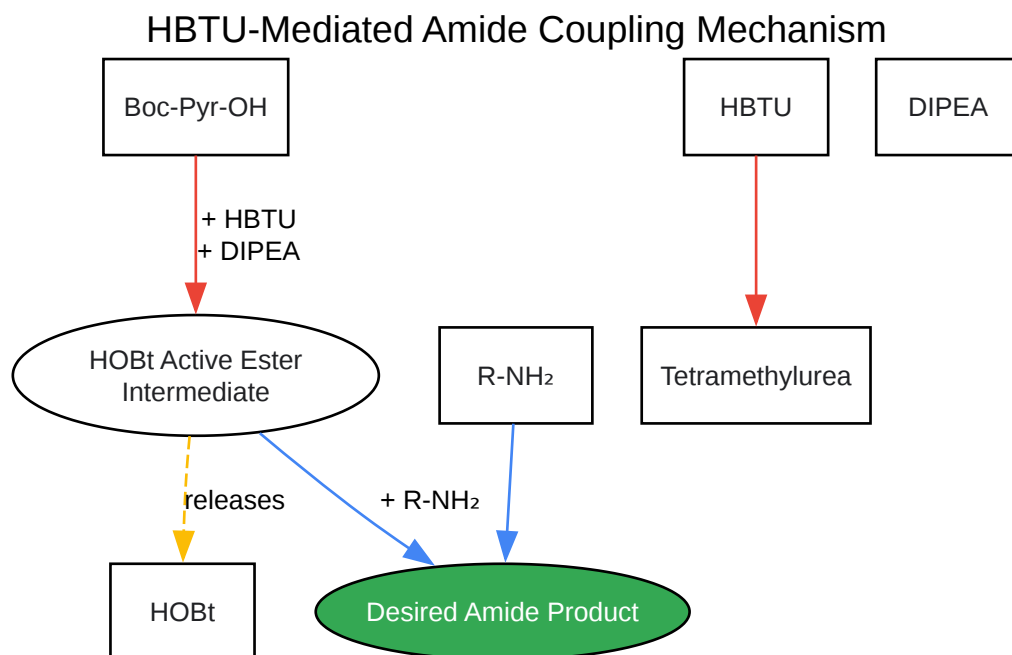 HBTU-Mediated Amide Coupling Mechanism
Boc-Pyr-OH
HBTU
DIPEA
+ HBTU
+ DIPEA
HOBt Active Ester
Intermediate
R-NH₂
Tetramethylurea
releases
+ R-NH₂
HOBt
Desired Amide Product